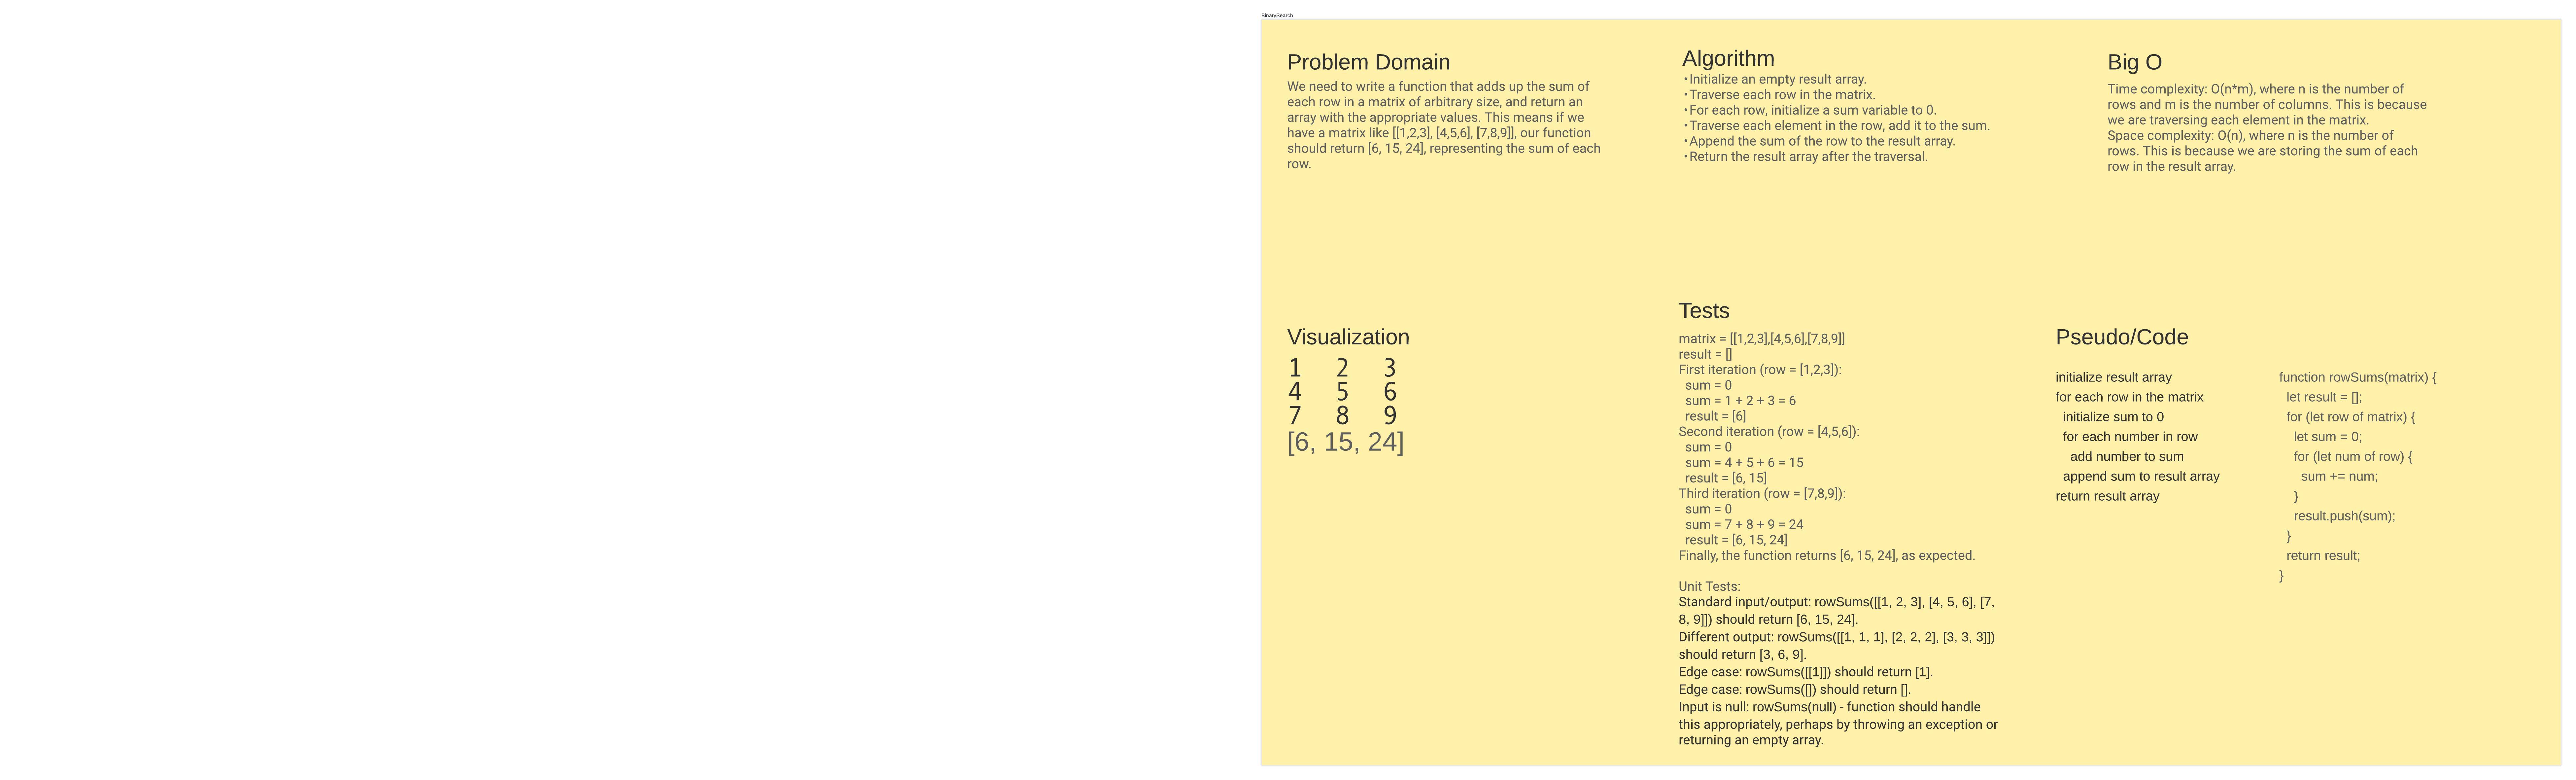 BinarySearch
Problem Domain
We need to write a function that adds up the sum of
each row in a matrix of arbitrary size, and return an
array with the appropriate values. This means if we
have a matrix like [[1,2,3], [4,5,6], [7,8,9]], our function
should return [6, 15, 24], representing the sum of each
row.
Algorithm
•Initialize an empty result array.
•Traverse each row in the matrix.
•For each row, initialize a sum variable to 0.
•Traverse each element in the row, add it to the sum.
•Append the sum of the row to the result array.
•Return the result array after the traversal.
Big O
Time complexity: O(n*m), where n is the number of
rows and m is the number of columns. This is because
we are traversing each element in the matrix.
Space complexity: O(n), where n is the number of
rows. This is because we are storing the sum of each
row in the result array.
Visualization
1 2 3
4 5 6
7 8 9
[6, 15, 24]
Tests
matrix = [[1,2,3],[4,5,6],[7,8,9]]
result = []
First iteration (row = [1,2,3]):
sum = 0
sum = 1 + 2 + 3 = 6
result = [6]
Second iteration (row = [4,5,6]):
sum = 0
sum = 4 + 5 + 6 = 15
result = [6, 15]
Third iteration (row = [7,8,9]):
sum = 0
sum = 7 + 8 + 9 = 24
result = [6, 15, 24]
Finally, the function returns [6, 15, 24], as expected.
Unit Tests:
Standard input/output: rowSums([[1, 2, 3], [4, 5, 6], [7,
8, 9]]) should return [6, 15, 24].
Different output: rowSums([[1, 1, 1], [2, 2, 2], [3, 3, 3]])
should return [3, 6, 9].
Edge case: rowSums([[1]]) should return [1].
Edge case: rowSums([]) should return [].
Input is null: rowSums(null) - function should handle
this appropriately, perhaps by throwing an exception or
returning an empty array.
Pseudo/Code
initialize result array
for each row in the matrix
initialize sum to 0
for each number in row
add number to sum
append sum to result array
return result array
function rowSums(matrix) {
let result = [];
for (let row of matrix) {
let sum = 0;
for (let num of row) {
sum += num;
}
result.push(sum);
}
return result;
}